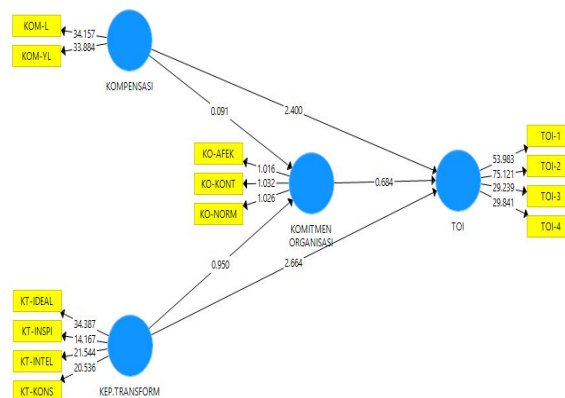 KOM-L
34.157
KOM-YL
33.884
KOMPENSASI
0.091
2.400
KO-AFEK
1.016
KO-KONT
1.032
KO-NORM
1.026
KOMITMEN
ORGANISASI
0.684
TOI
53.983
TOI-1
75.121
TOI-2
29.239
TOI-3
29.841
TOI-4
0.950
2.664
KT-IDEAL
34.387
KT-INSPI
14.167
KT-INTEL
21.544
KT-KONS
20.536
KEP.TRANSFORM